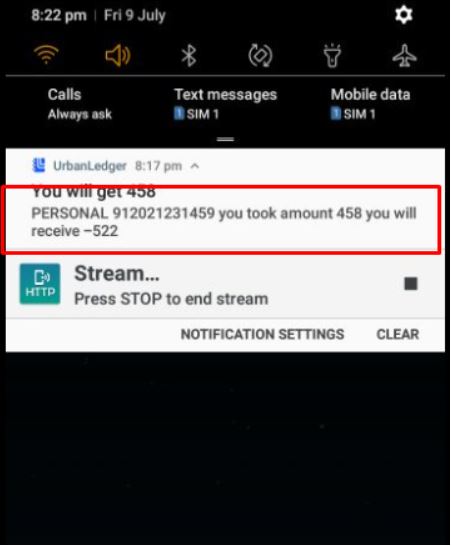 8:22 pm | Fri 9 July
Calls Text messages Mobile data
Always ask 1 SIM 1 1 SIM 1
UrbanLedger 8:17 pm
You will get 458
PERSONAL 912021231459 you took amount 458 you will
receive –522
HTTP
Stream...
Press STOP to end stream
NOTIFICATION SETTINGS CLEAR